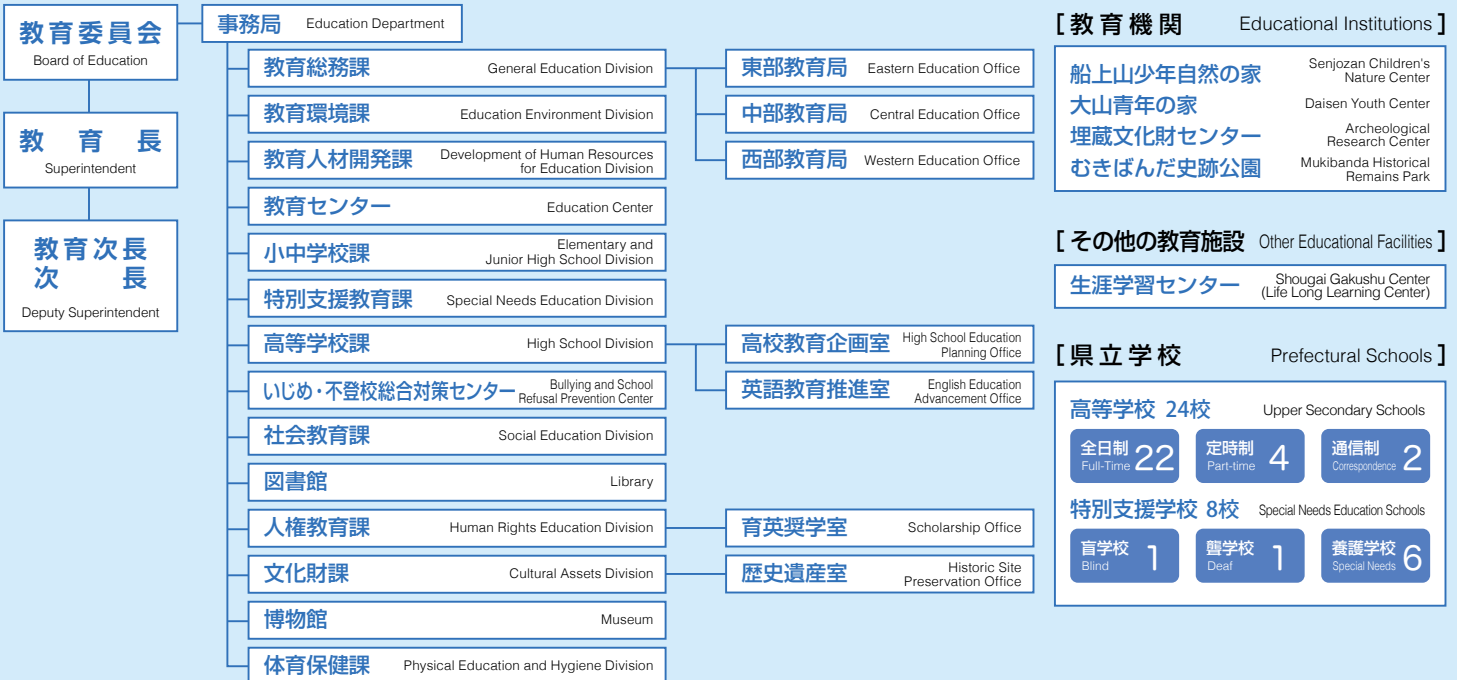 教育委員会
Board of Education
教育長
Superintendent
教育次長
次長
Deputy Superintendent
事務局 Education Department
教育総務課 General Education Division
教育環境課 Education Environment Division
教育人材開発課 Development of Human Resources
for Education Division
教育センター Education Center
小中学校課 Elementary and
Junior High School Division
特別支援教育課 Special Needs Education Division
高等学校課 High School Division
いじめ・不登校総合対策センター Bullying and School
Refusal Prevention Center
社会教育課 Social Education Division
図書館 Library
人権教育課 Human Rights Education Division
文化財課 Cultural Assets Division
博物館 Museum
体育保健課 Physical Education and Hygiene Division
東部教育局 Eastern Education Office
中部教育局 Central Education Office
西部教育局 Western Education Office
高校教育企画室 High School Education
Planning Office
英語教育推進室 English Education
Advancement Office
育英奨学室 Scholarship Office
歴史遺産室 Historic Site
Preservation Office
[教育機関 Educational Institutions]
船上山少年自然の家 Senjozan Children's
Nature Center
大山青年の家 Daisen Youth Center
埋蔵文化財センター Archeological
Research Center
むきばんだ史跡公園 Mukibanda Historical
Remains Park
[その他の教育施設 Other Educational Facilities]
生涯学習センター Shougai Gakushu Center
(Life Long Learning Center)
[県立学校 Prefectural Schools]
高等学校 24校 Upper Secondary Schools
全日制 Full-Time 22
定時制 Part-time 4
通信制 Correspondence 2
特別支援学校 8校 Special Needs Education Schools
盲学校 Blind 1
聾学校 Deaf 1
養護学校 Special Needs 6